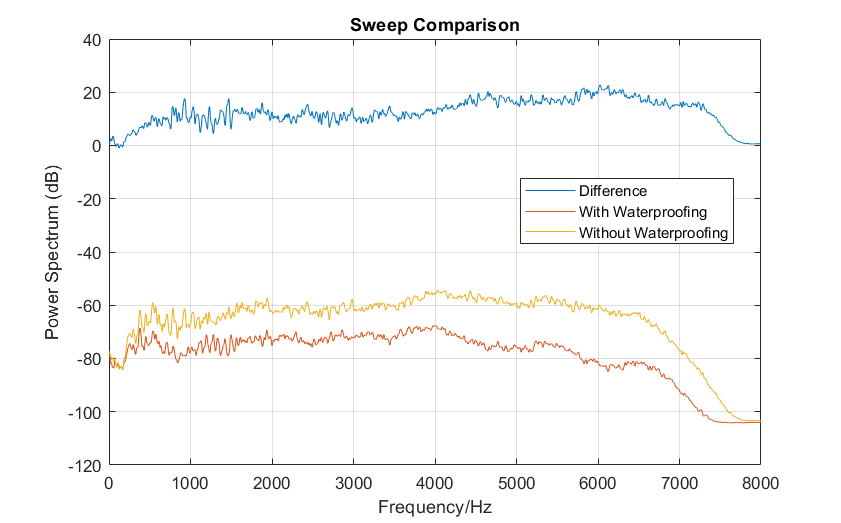 Sweep Comparison
40
20
0
-20
-40
-60
-80
-100
-120
Power Spectrum (dB)
Difference
With Waterproofing
Without Waterproofing
0 1000 2000 3000 4000 5000 6000 7000 8000
Frequency/Hz